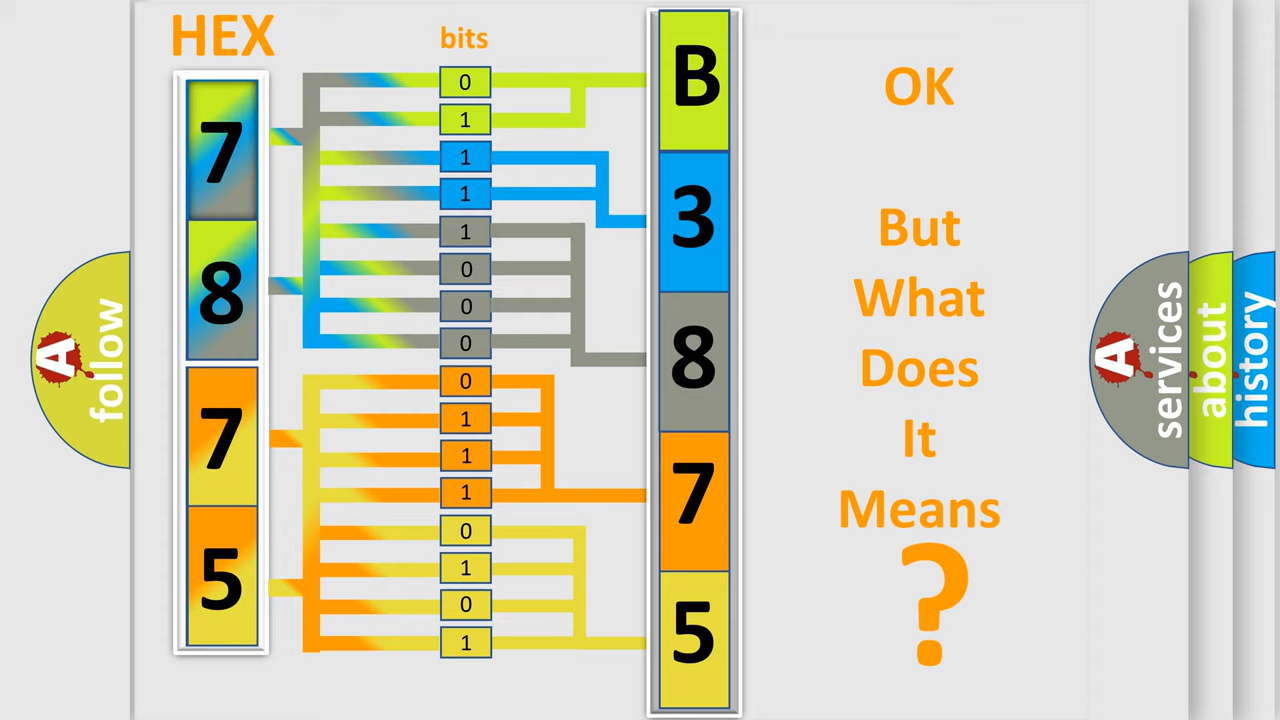 HEX
bits
7
8
7
5
0
1
1
1
1
0
0
0
0
1
1
1
0
1
0
1
B
3
8
7
5
OK
But
What
Does
It
Means
?
A
follow
A
services
about
history